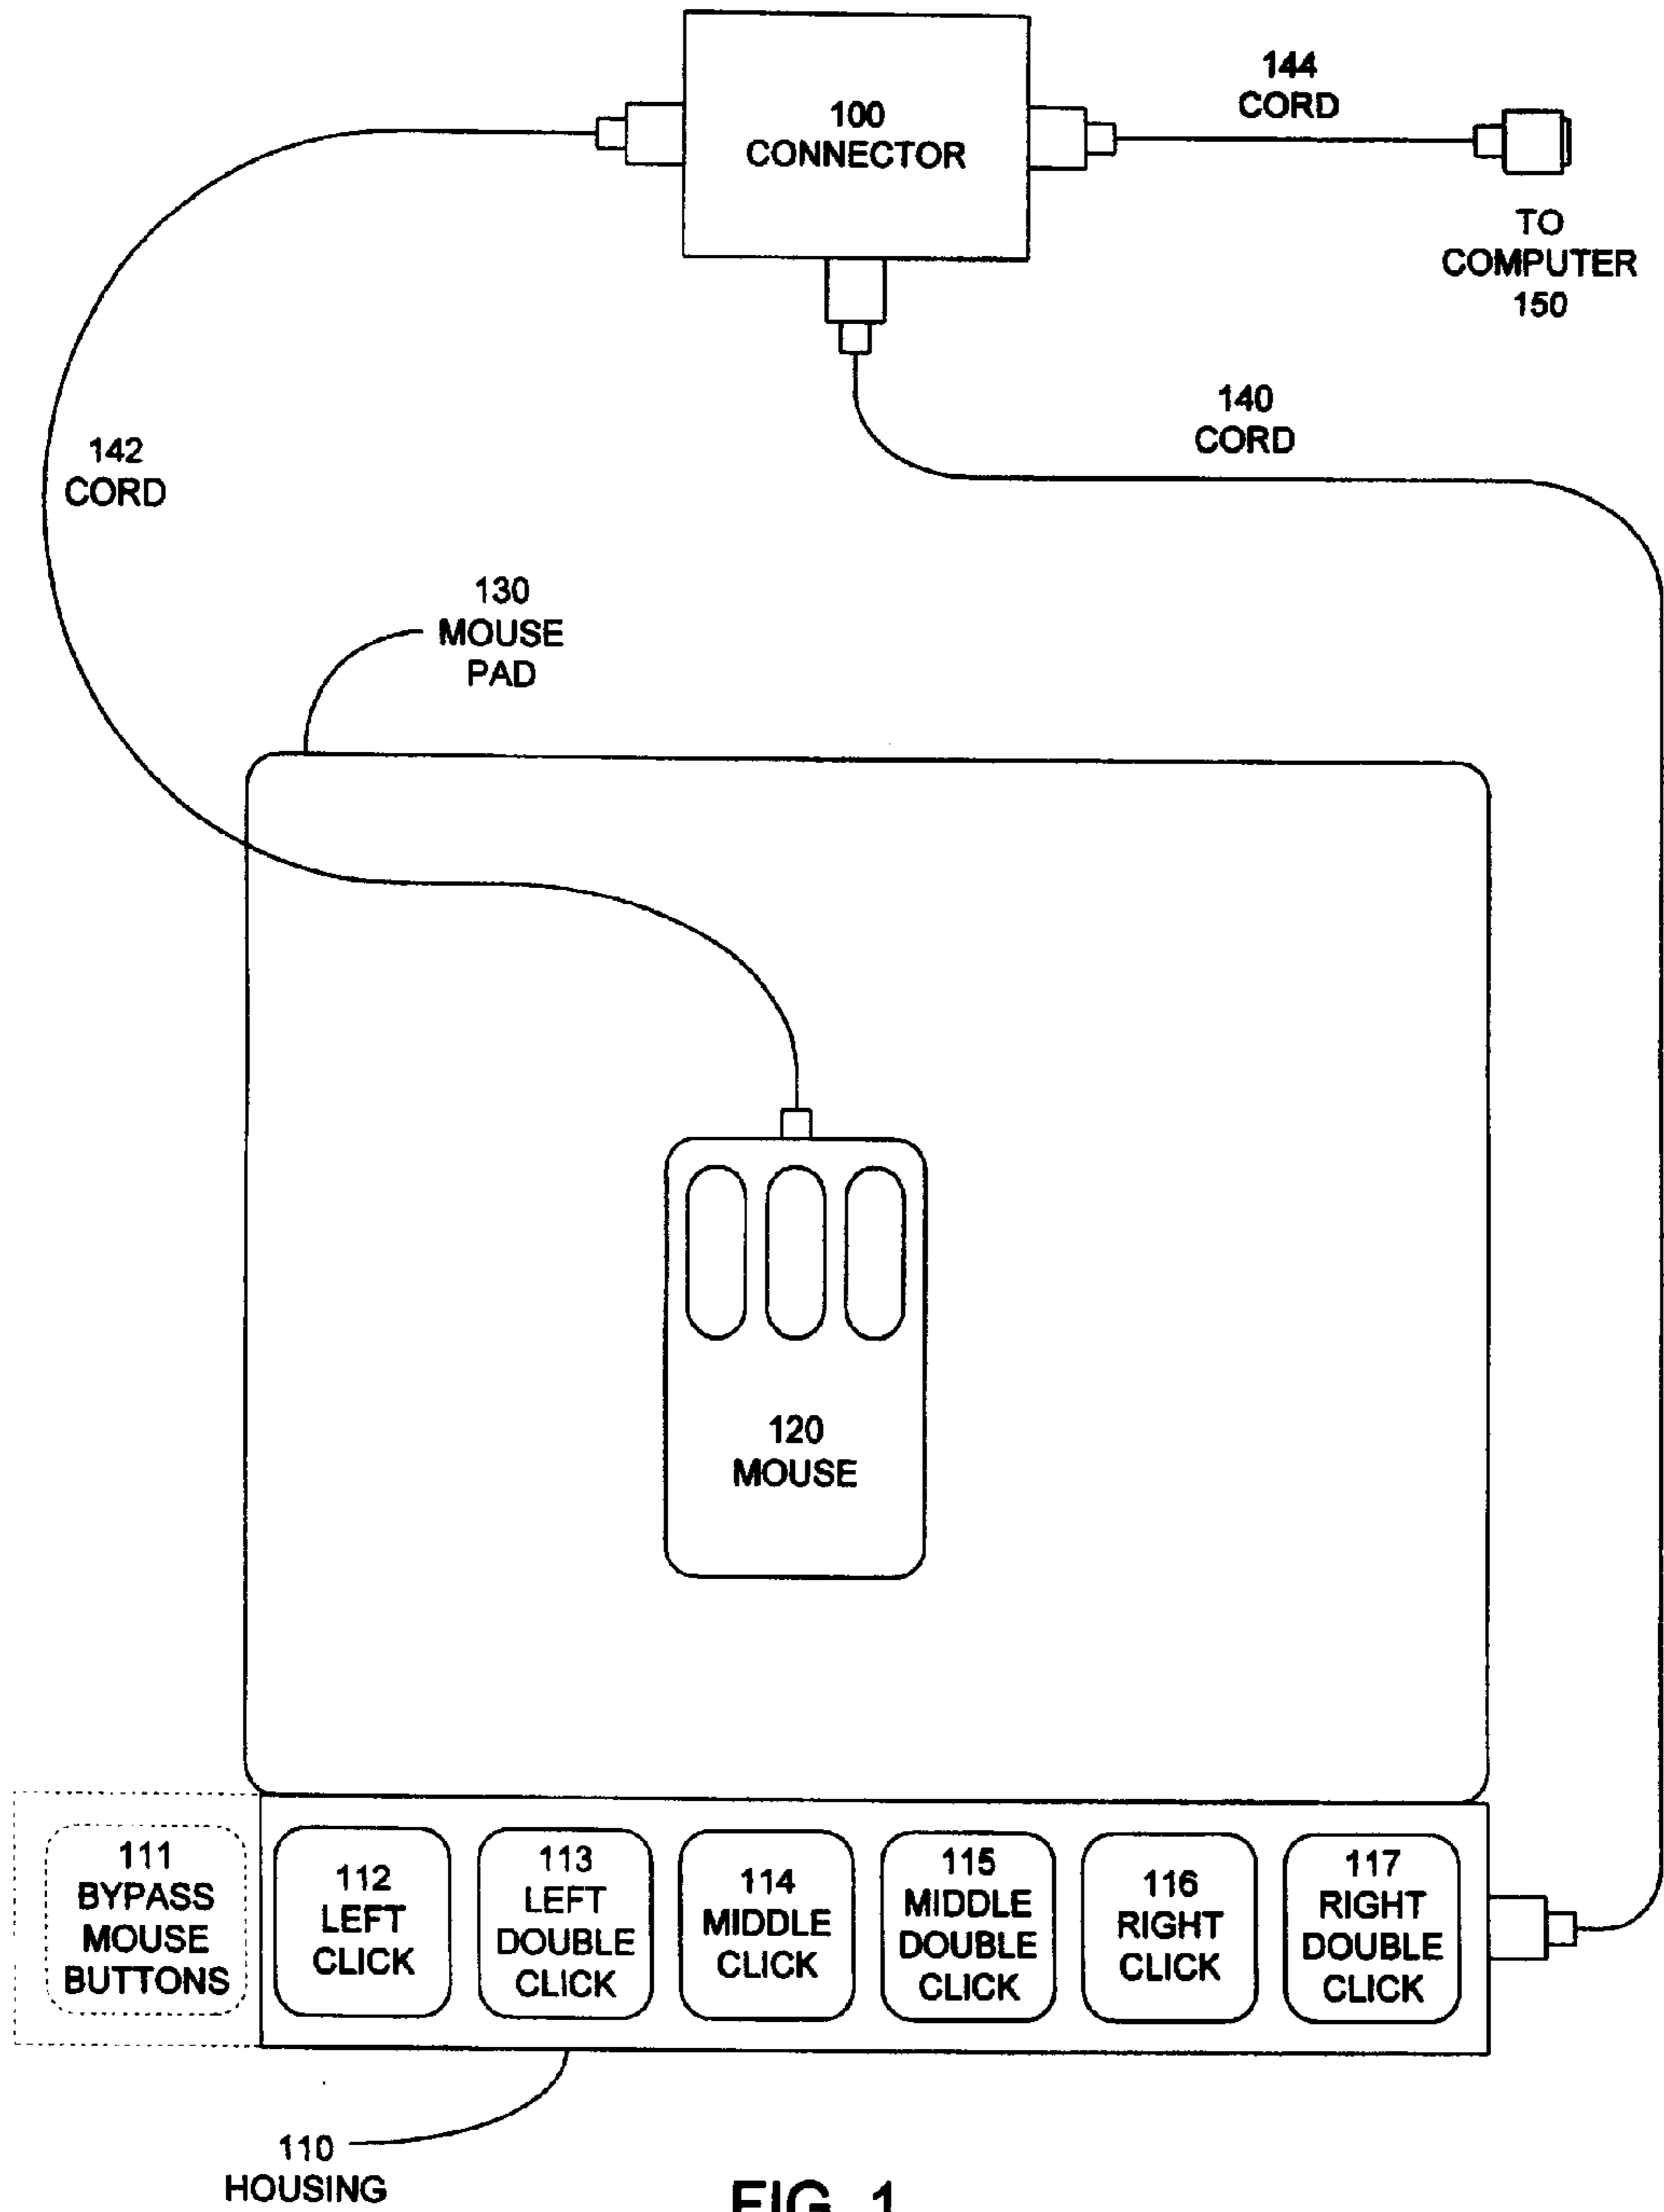 100
CONNECTOR
144
CORD
TO
COMPUTER
150
140
CORD
142
CORD
130
MOUSE
PAD
120
MOUSE
111
BYPASS
MOUSE
BUTTONS
112
LEFT
CLICK
113
LEFT
DOUBLE
CLICK
114
MIDDLE
CLICK
115
MIDDLE
DOUBLE
CLICK
116
RIGHT
CLICK
117
RIGHT
DOUBLE
CLICK
110
HOUSING
FIG. 1